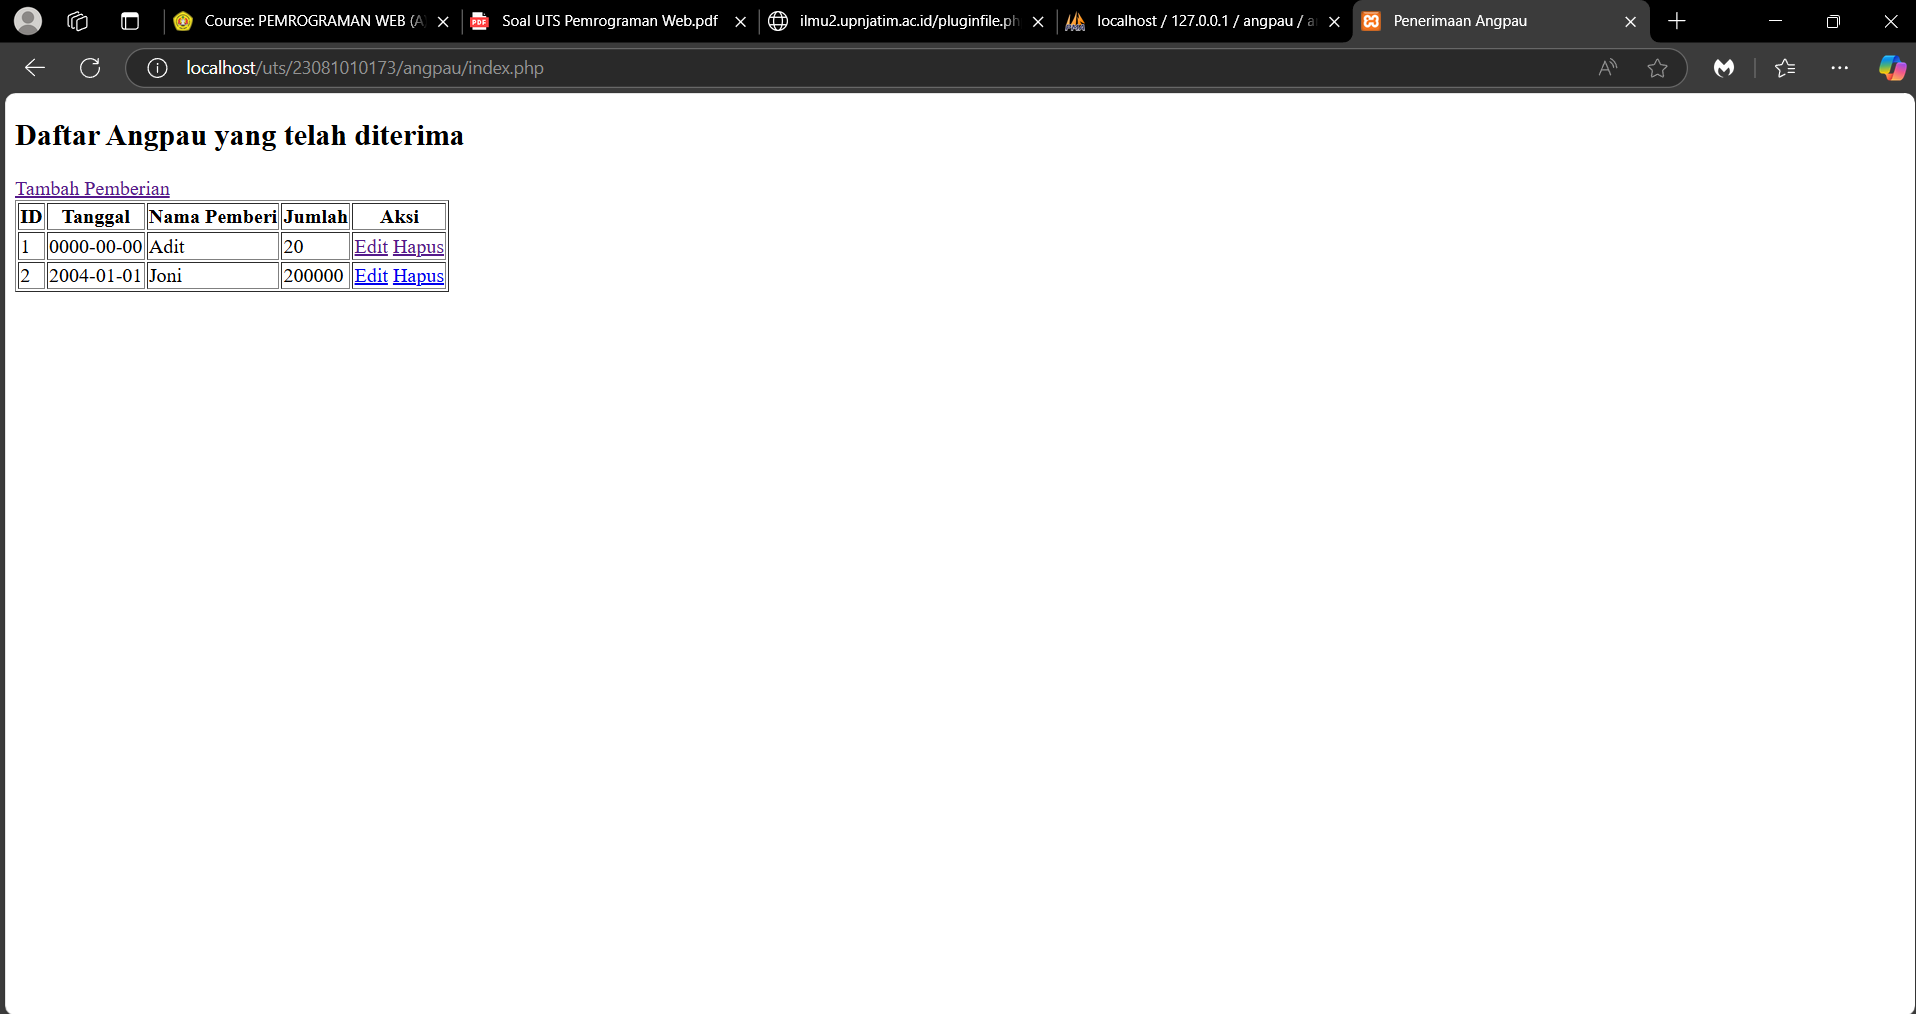 Course: PEMROGRAMAN WEB (A) Soal UTS Pemrograman Web.pdf ilmu2.upnjatim.ac.id/pluginfile.ph localhost / 127.0.0.1 / angpau / a Penerimaan Angpau
localhost/uts/23081010173/angpau/index.php
Daftar Angpau yang telah diterima
Tambah Pemberian
ID Tanggal Nama Pemberi Jumlah Aksi
1 0000-00-00 Adit 20 Edit Hapus
2 2004-01-01 Joni 200000 Edit Hapus